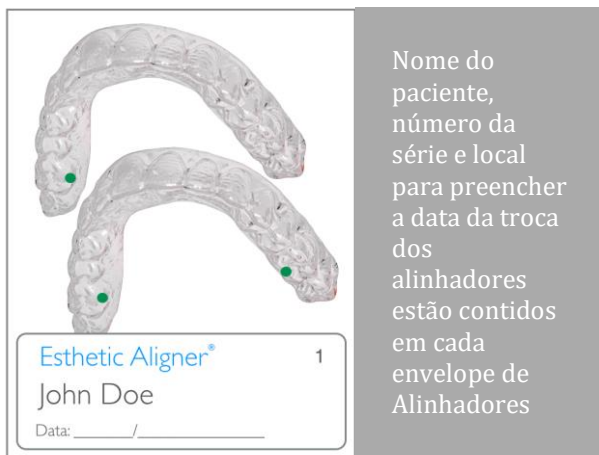 Esthetic Aligner® 1
John Doe
Data: _______/________________
Nome do
paciente,
número da
série e local
para preencher
a data da troca
dos
alinhadores
estão contidos
em cada
envelope de
Alinhadores